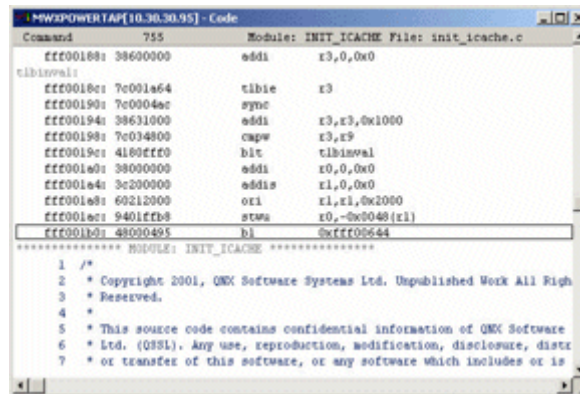 MWXPOWERTAP[10.30.30.95] - Code
Command 755 Module: INIT_ICACHE File: init_icache.c
fff00188: 38600000 addi r3,0,0x0
tlbinval:
fff0018c: 7c001a64 tlbie r3
fff00190: 7c0004ac sync
fff00194: 38631000 addi r3,r3,0x1000
fff00198: 7c034800 cmpw r3,r9
fff0019c: 4180fff0 blt tlbinval
fff001a0: 38000000 addi r0,0,0x0
fff001a4: 3c200000 addis r1,0,0x0
fff001a8: 60212000 ori r1,r1,0x2000
fff001ac: 9401ffb8 stwu r0,-0x0048(r1)
fff001b0: 48000495 bl 0xfff00644
**************** MODULE: INIT_ICACHE ****************
1 /*
2 * Copyright 2001, QNX Software Systems Ltd. Unpublished Work All Righ
3 * Reserved.
4 *
5 * This source code contains confidential information of QNX Software
6 * Ltd. (QSSL). Any use, reproduction, modification, disclosure, distr
7 * or transfer of this software, or any software which includes or is